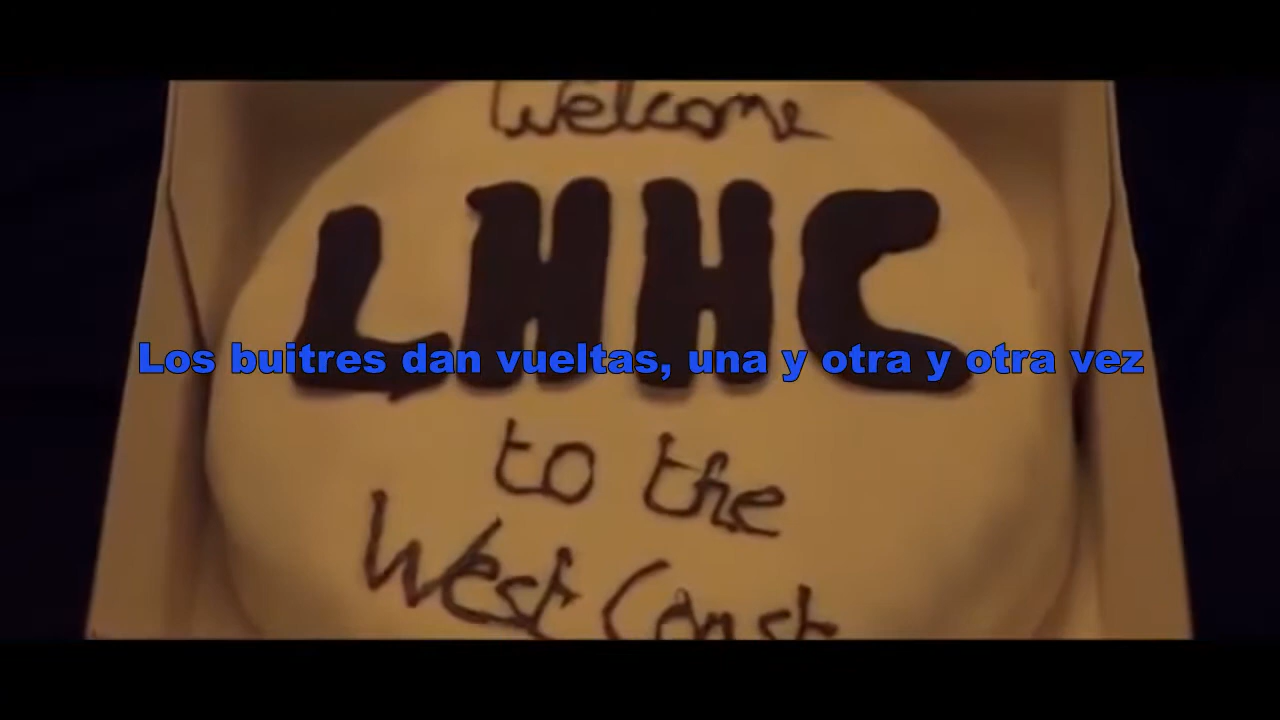 Welcome
LHHC
Los buitres dan vueltas, una y otra y otra vez
to the
West Coast